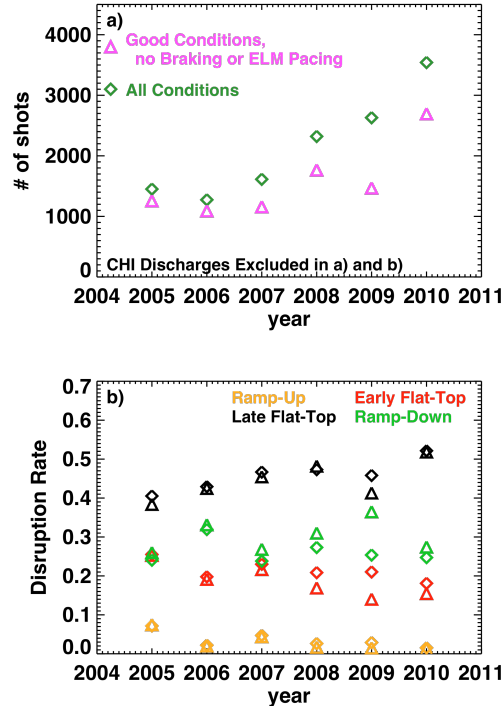 a)
Good Conditions,
no Braking or ELM Pacing
All Conditions
4000
3000
2000
1000
0
# of shots
CHI Discharges Excluded in a) and b)
2004 2005 2006 2007 2008 2009 2010 2011
year
b)
Ramp-Up Early Flat-Top
Late Flat-Top Ramp-Down
0.7
0.6
0.5
0.4
0.3
0.2
0.1
0.0
Disruption Rate
2004 2005 2006 2007 2008 2009 2010 2011
year